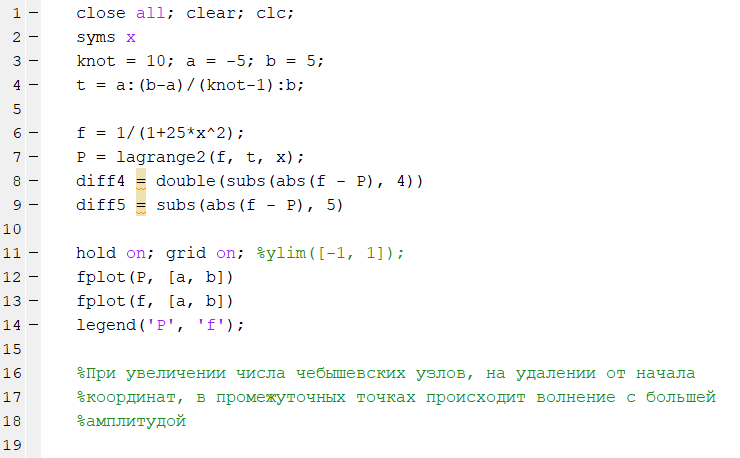 1 – close all; clear; clc;
2 – syms x
3 – knot = 10; a = -5; b = 5;
4 – t = a:(b-a)/(knot-1):b;
5
6 – f = 1/(1+25*x^2);
7 – P = lagrange2(f, t, x);
8 – diff4 = double(subs(abs(f - P), 4))
9 – diff5 = subs(abs(f - P), 5)
10
11 – hold on; grid on; %ylim([-1, 1]);
12 – fplot(P, [a, b])
13 – fplot(f, [a, b])
14 – legend('P', 'f');
15
16 %При увеличении числа чебышевских узлов, на удалении от начала
17 %координат, в промежуточных точках происходит волнение с большей
18 %амплитудой
19